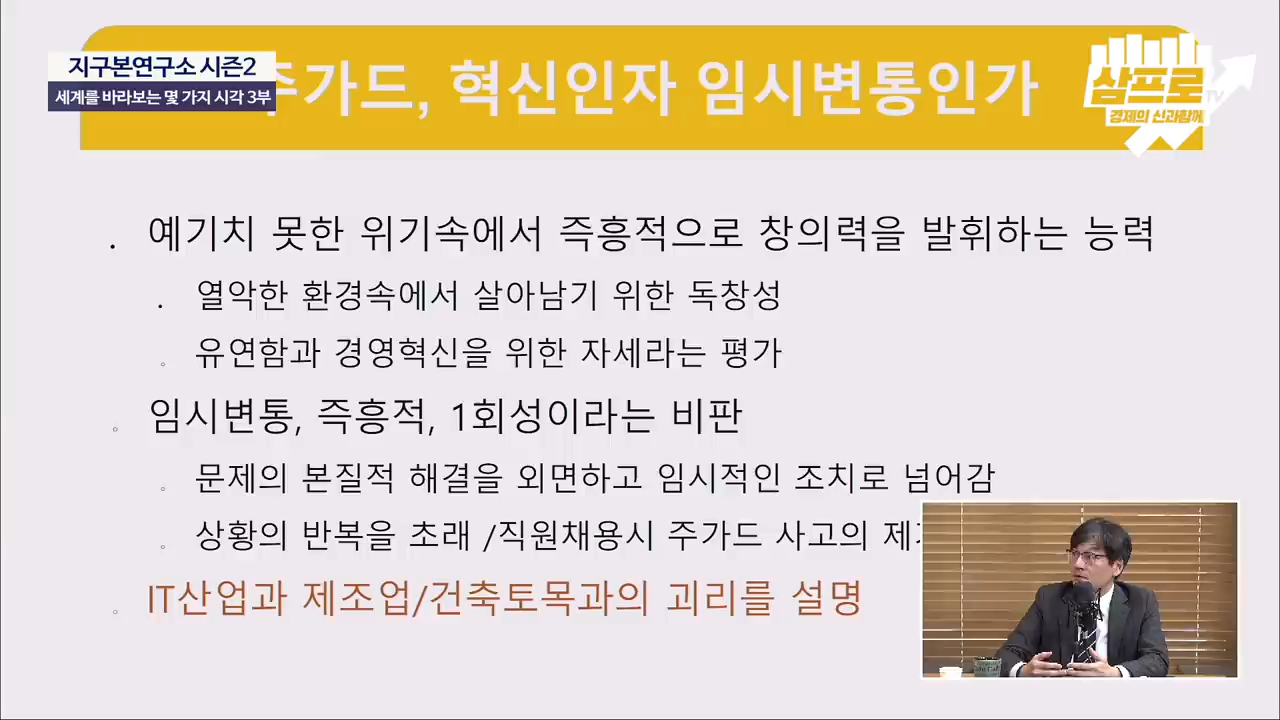 지구본연구소 시즌2
세계를 바라보는 몇 가지 시각 3부
주가드, 혁신인자 임시변통인가
삼프로TV
경제의 신과함께
. 예기치 못한 위기속에서 즉흥적으로 창의력을 발휘하는 능력
. 열악한 환경속에서 살아남기 위한 독창성
。 유연함과 경영혁신을 위한 자세라는 평가
。 임시변통, 즉흥적, 1회성이라는 비판
。 문제의 본질적 해결을 외면하고 임시적인 조치로 넘어감
。 상황의 반복을 초래 /직원채용시 주가드 사고의
。 IT산업과 제조업/건축토목과의 괴리를 설명